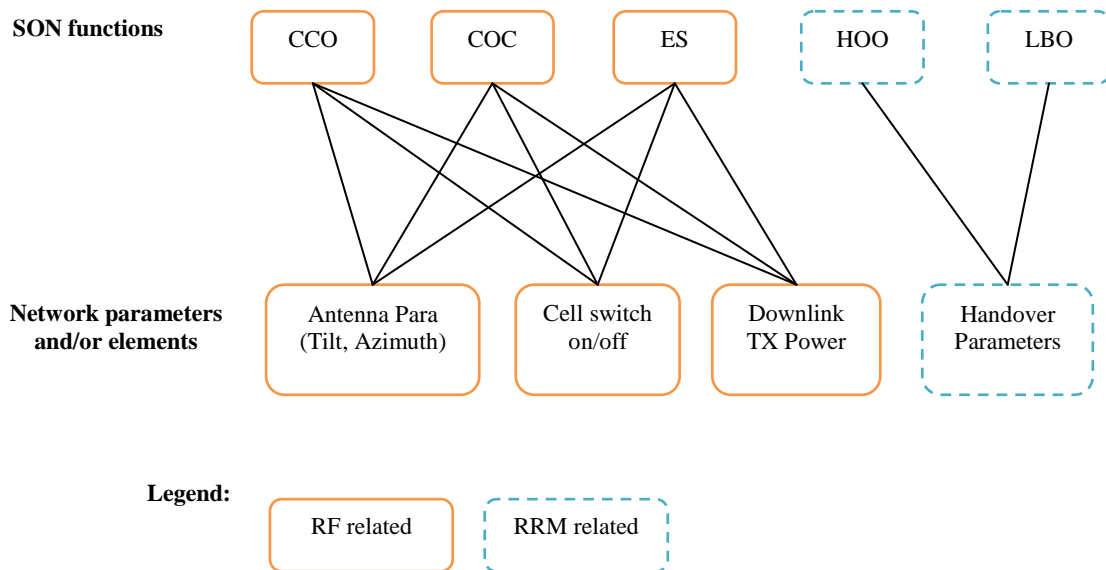 SON functions
CCO
COC
ES
HOO
LBO
Network parameters
and/or elements
Antenna Para
(Tilt, Azimuth)
Cell switch
on/off
Downlink
TX Power
Handover
Parameters
Legend:
RF related
RRM related